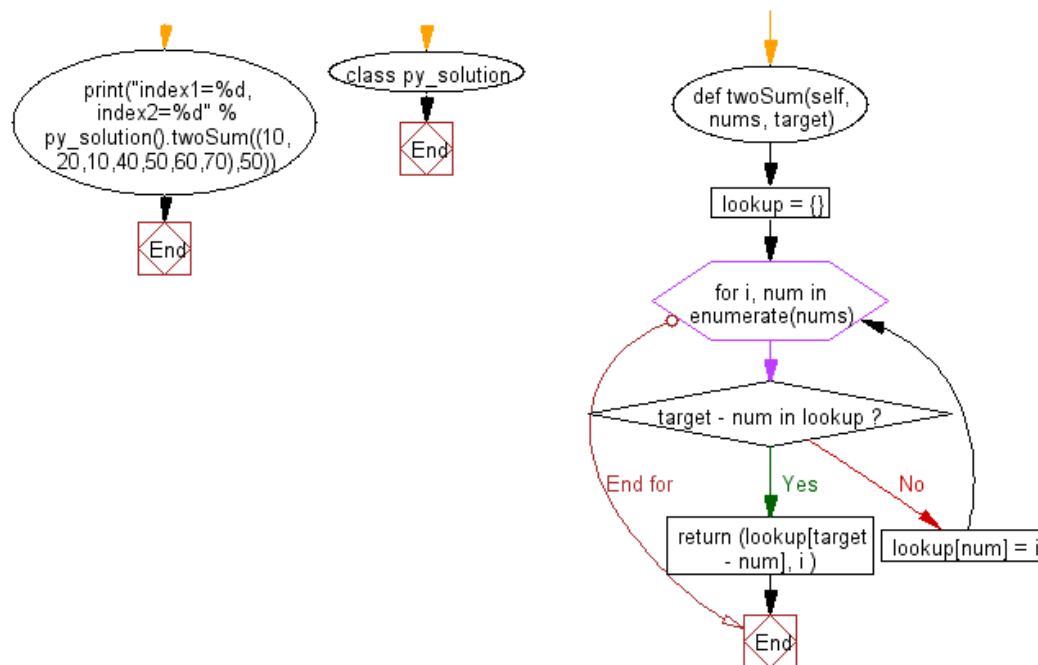 print("index1=%d,
index2=%d" %
py_solution().twoSum((10,
20,10,40,50,60,70),50))
End
class py_solution
End
def twoSum(self,
nums, target)
lookup = {}
for i, num in
enumerate(nums)
target - num in lookup ?
End for
Yes
No
return (lookup[target
- num], i )
lookup[num] = i
End